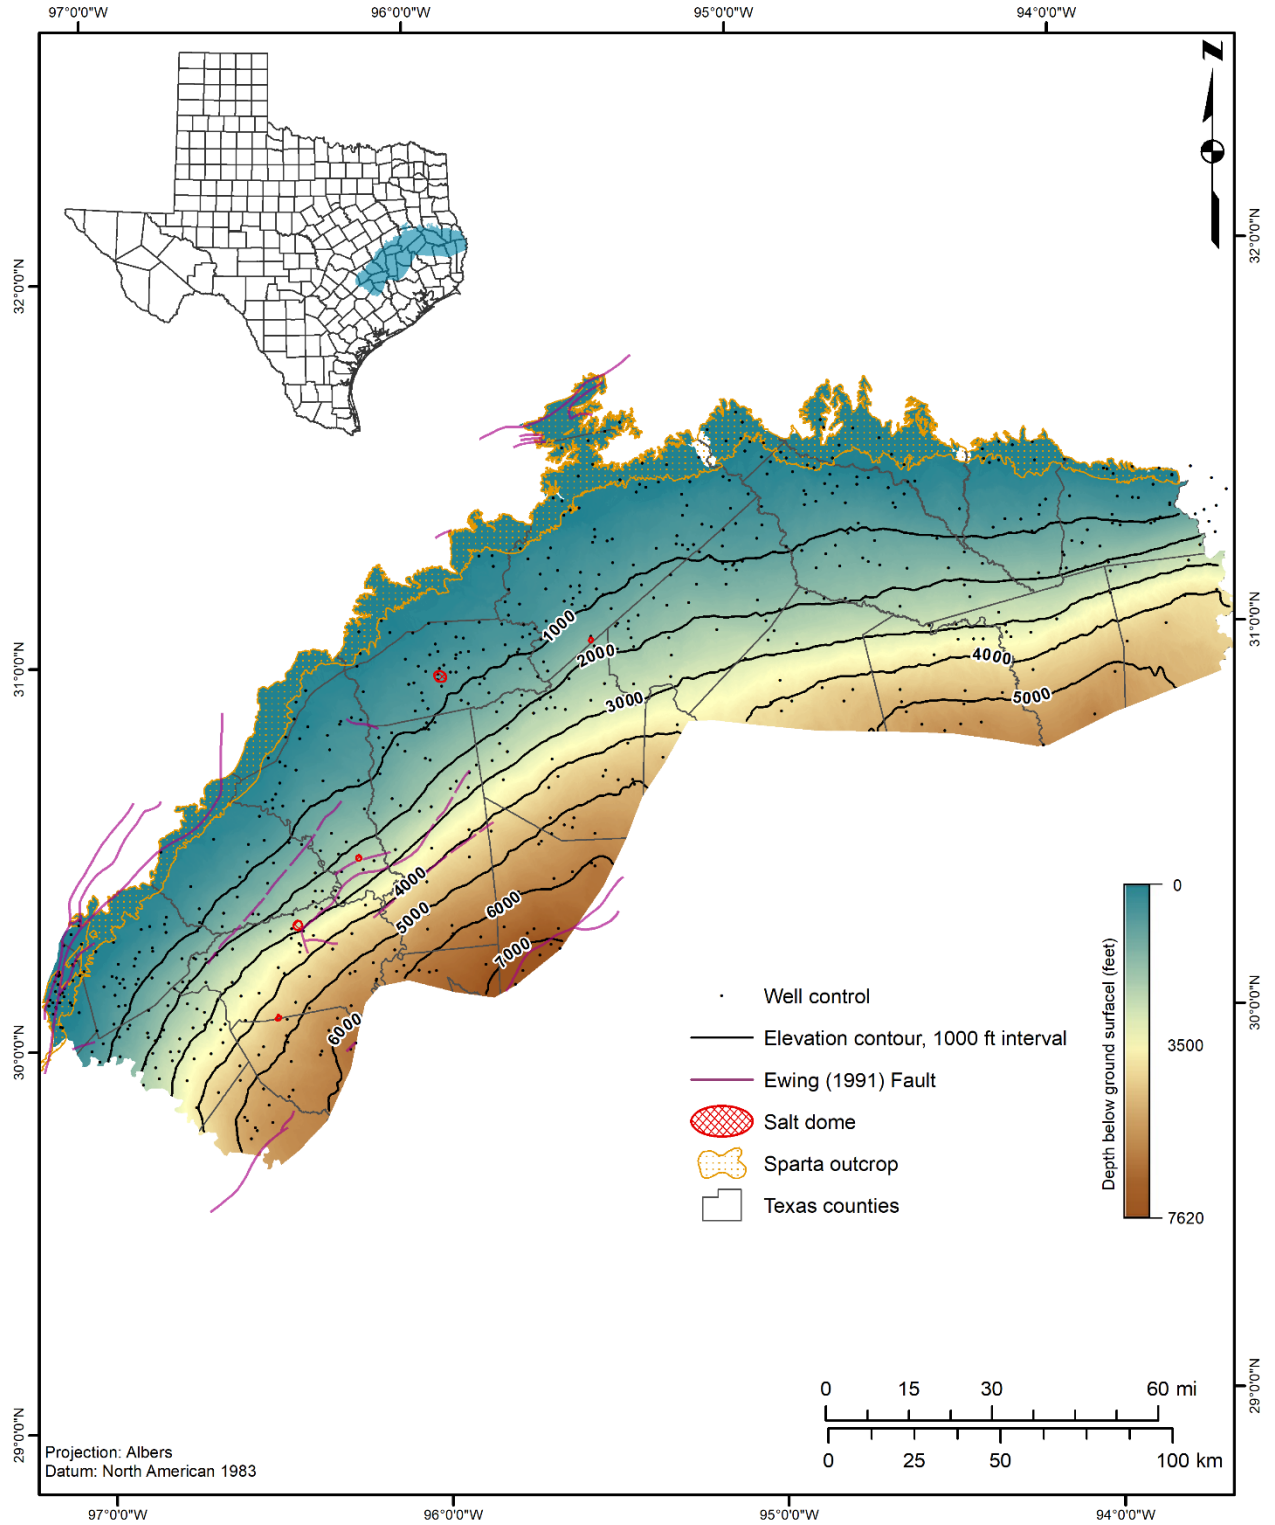 97°0'0"W
96°0'0"W
95°0'0"W
94°0'0"W
N
32°0'0"N
32°0'0"N
31°0'0"N
31°0'0"N
30°0'0"N
30°0'0"N
29°0'0"N
29°0'0"N
1000
2000
3000
4000
5000
4000
5000
6000
7000
6000
Well control
Elevation contour, 1000 ft interval
Ewing (1991) Fault
Salt dome
Sparta outcrop
Texas counties
Depth below ground surfacel (feet)
0
3500
7620
0 15 30 60 mi
0 25 50 100 km
Projection: Albers
Datum: North American 1983
97°0'0"W
96°0'0"W
95°0'0"W
94°0'0"W